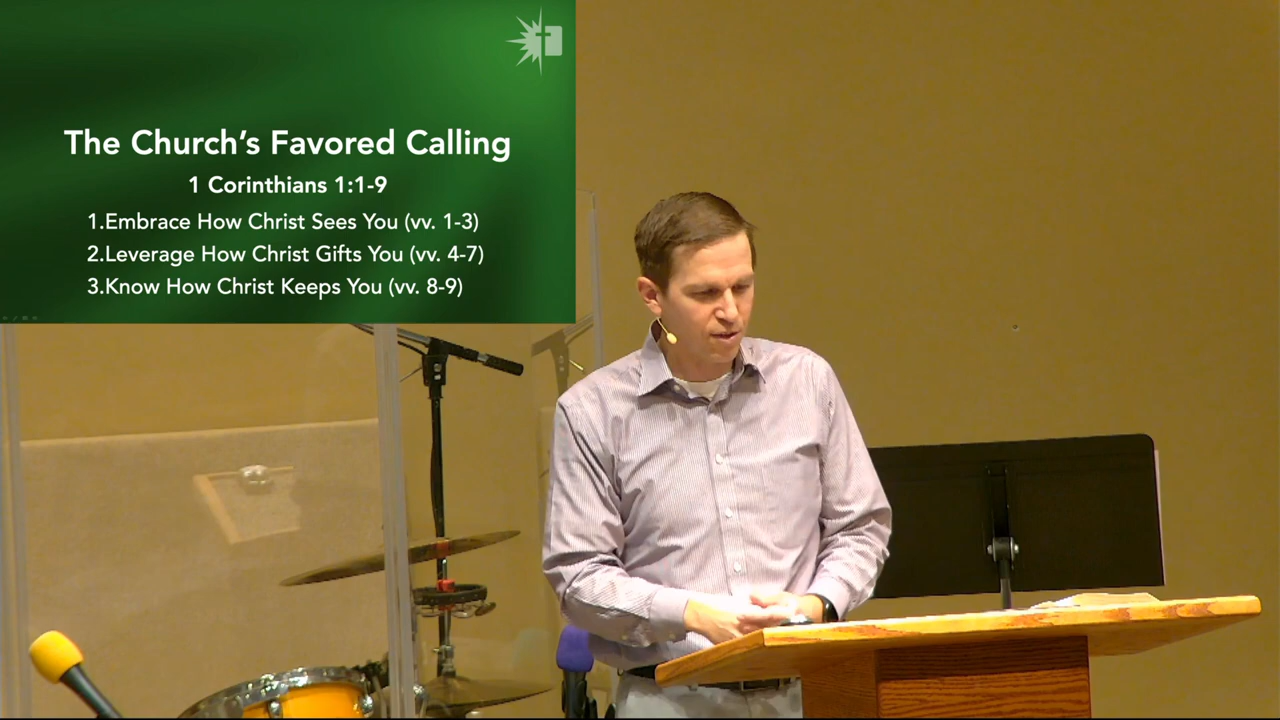 The Church's Favored Calling
1 Corinthians 1:1-9
1.Embrace How Christ Sees You (vv. 1-3)
2.Leverage How Christ Gifts You (vv. 4-7)
3.Know How Christ Keeps You (vv. 8-9)